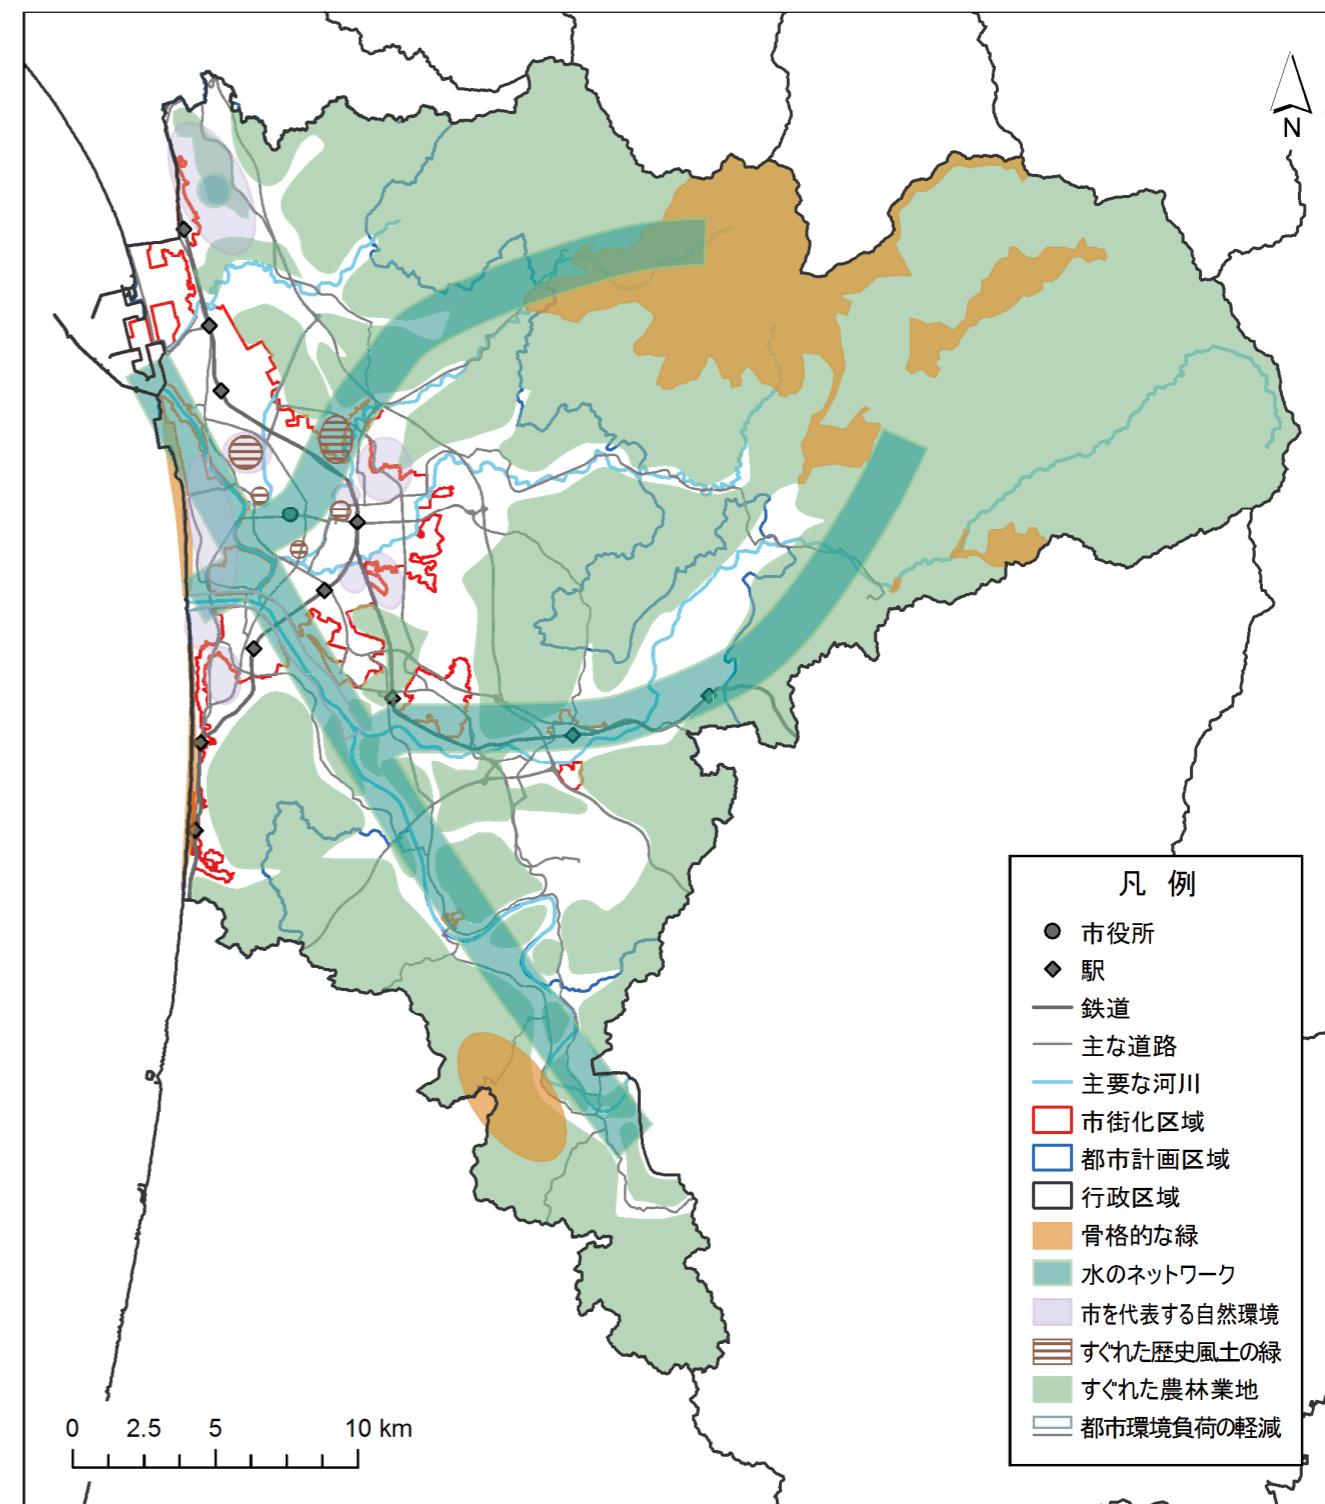 N
凡 例
市役所
駅
鉄道
主な道路
主要な河川
市街化区域
都市計画区域
行政区域
骨格的な緑
水のネットワーク
市を代表する自然環境
すぐれた歴史風土の緑
すぐれた農林業地
都市環境負荷の軽減
0 2.5 5 10 km